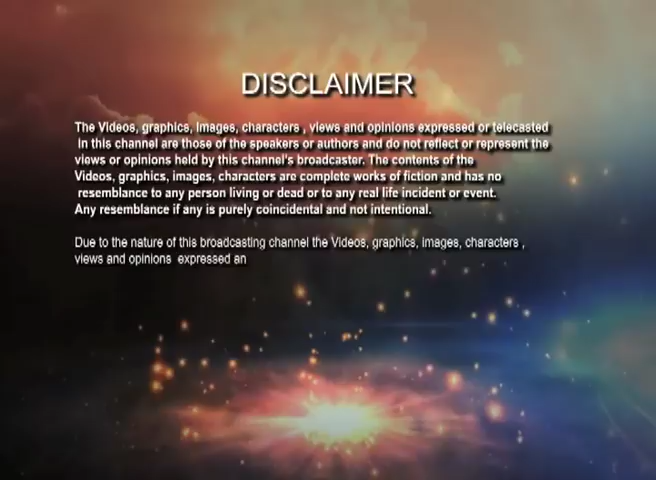 DISCLAIMER
The Videos, graphics, images, characters , views and opinions expressed or telecasted
in this channel are those of the speakers or authors and do not reflect or represent the
views or opinions held by this channel's broadcaster. The contents of the
Videos, graphics, images, characters are complete works of fiction and has no
resemblance to any person living or dead or to any real life incident or event.
Any resemblance if any is purely coincidental and not intentional.
Due to the nature of this broadcasting channel the Videos, graphics, images, characters ,
views and opinions expressed an